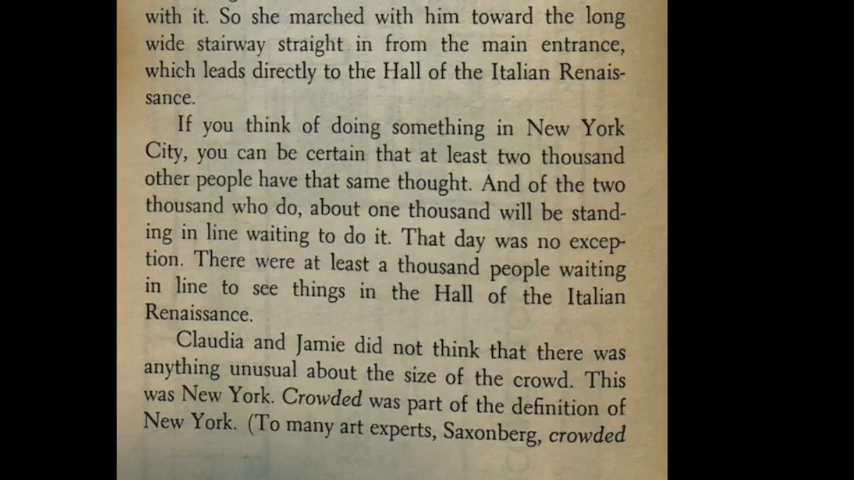 with it. So she marched with him toward the long
wide stairway straight in from the main entrance,
which leads directly to the Hall of the Italian Renais-
sance.
If you think of doing something in New York
City, you can be certain that at least two thousand
other people have that same thought. And of the two
thousand who do, about one thousand will be stand-
ing in line waiting to do it. That day was no excep-
tion. There were at least a thousand people waiting
in line to see things in the Hall of the Italian
Renaissance.
Claudia and Jamie did not think that there was
anything unusual about the size of the crowd. This
was New York. Crowded was part of the definition of
New York. (To many art experts, Saxonberg, crowded